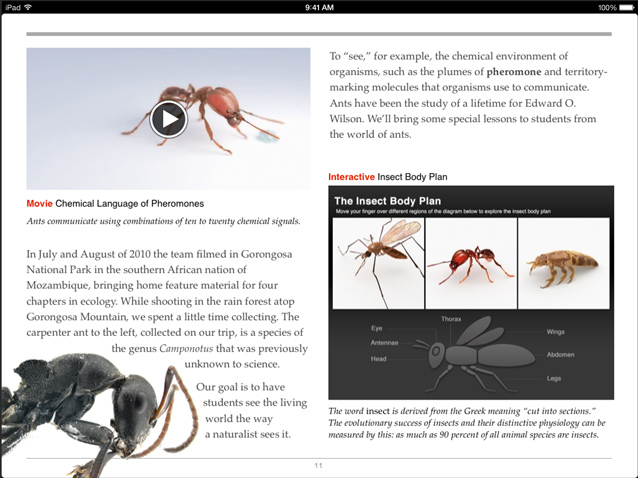 iPad
9:41 AM
100%
Movie Chemical Language of Pheromones
Ants communicate using combinations of ten to twenty chemical signals.
In July and August of 2010 the team filmed in Gorongosa
National Park in the southern African nation of
Mozambique, bringing home feature material for four
chapters in ecology. While shooting in the rain forest atop
Gorongosa Mountain, we spent a little time collecting. The
carpenter ant to the left, collected on our trip, is a species of
the genus Camponotus that was previously
unknown to science.
Our goal is to have
students see the living
world the way
a naturalist sees it.
To “see,” for example, the chemical environment of
organisms, such as the plumes of pheromone and territory-
marking molecules that organisms use to communicate.
Ants have been the study of a lifetime for Edward O.
Wilson. We’ll bring some special lessons to students from
the world of ants.
Interactive Insect Body Plan
The Insect Body Plan
Move your finger over different regions of the diagram below to explore the insect body plan
Thorax
Eye
Wings
Antennae
Abdomen
Head
Legs
The word insect is derived from the Greek meaning “cut into sections.”
The evolutionary success of insects and their distinctive physiology can be
measured by this: as much as 90 percent of all animal species are insects.
11